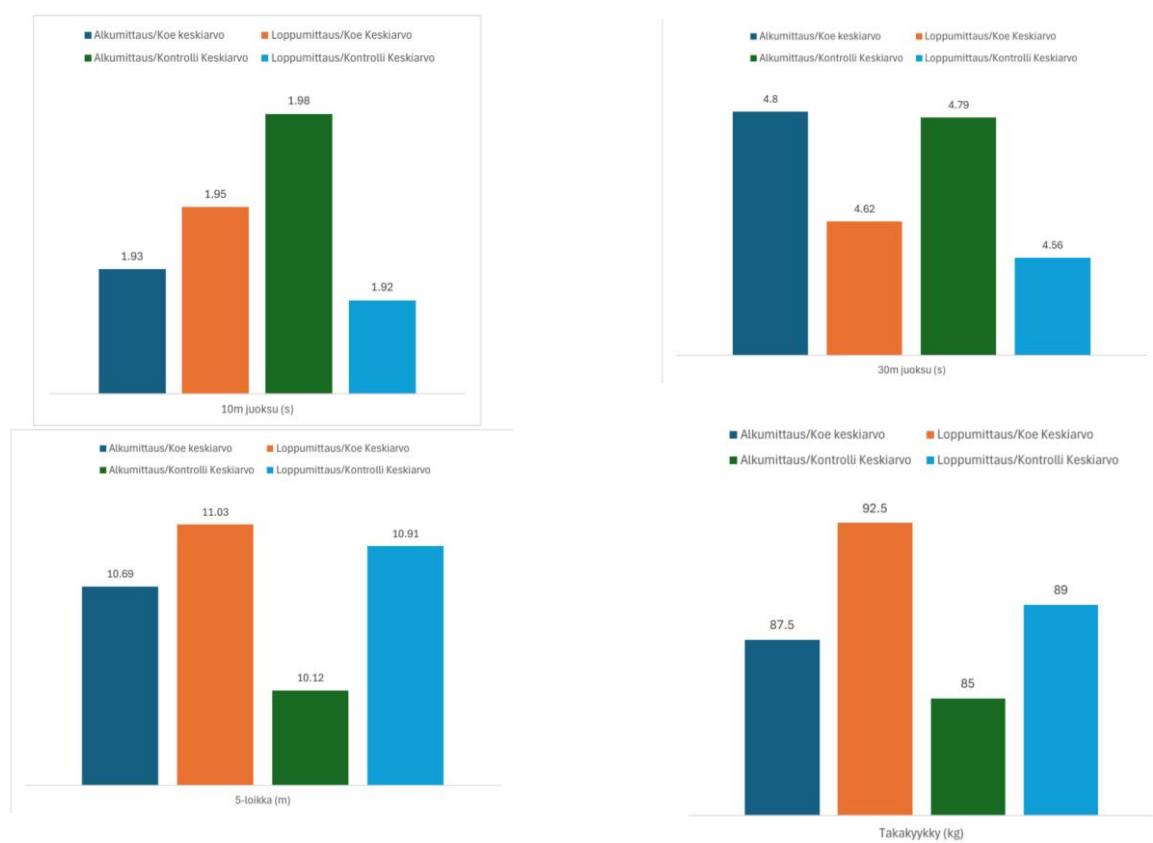 Alkumittaus/Koe keskiarvo Loppumittaus/Koe Keskiarvo
Alkumittaus/Kontrolli Keskiarvo Loppumittaus/Kontrolli Keskiarvo
1.98
1.95
1.93
1.92
10m juoksu (s)
Alkumittaus/Koe keskiarvo Loppumittaus/Koe Keskiarvo
Alkumittaus/Kontrolli Keskiarvo Loppumittaus/Kontrolli Keskiarvo
4.8
4.79
4.62
4.56
30m juoksu (s)
Alkumittaus/Koe keskiarvo Loppumittaus/Koe Keskiarvo
Alkumittaus/Kontrolli Keskiarvo Loppumittaus/Kontrolli Keskiarvo
11.03
10.91
10.69
10.12
5-loikka (m)
Alkumittaus/Koe keskiarvo Loppumittaus/Koe Keskiarvo
Alkumittaus/Kontrolli Keskiarvo Loppumittaus/Kontrolli Keskiarvo
92.5
89
87.5
85
Takakyykky (kg)